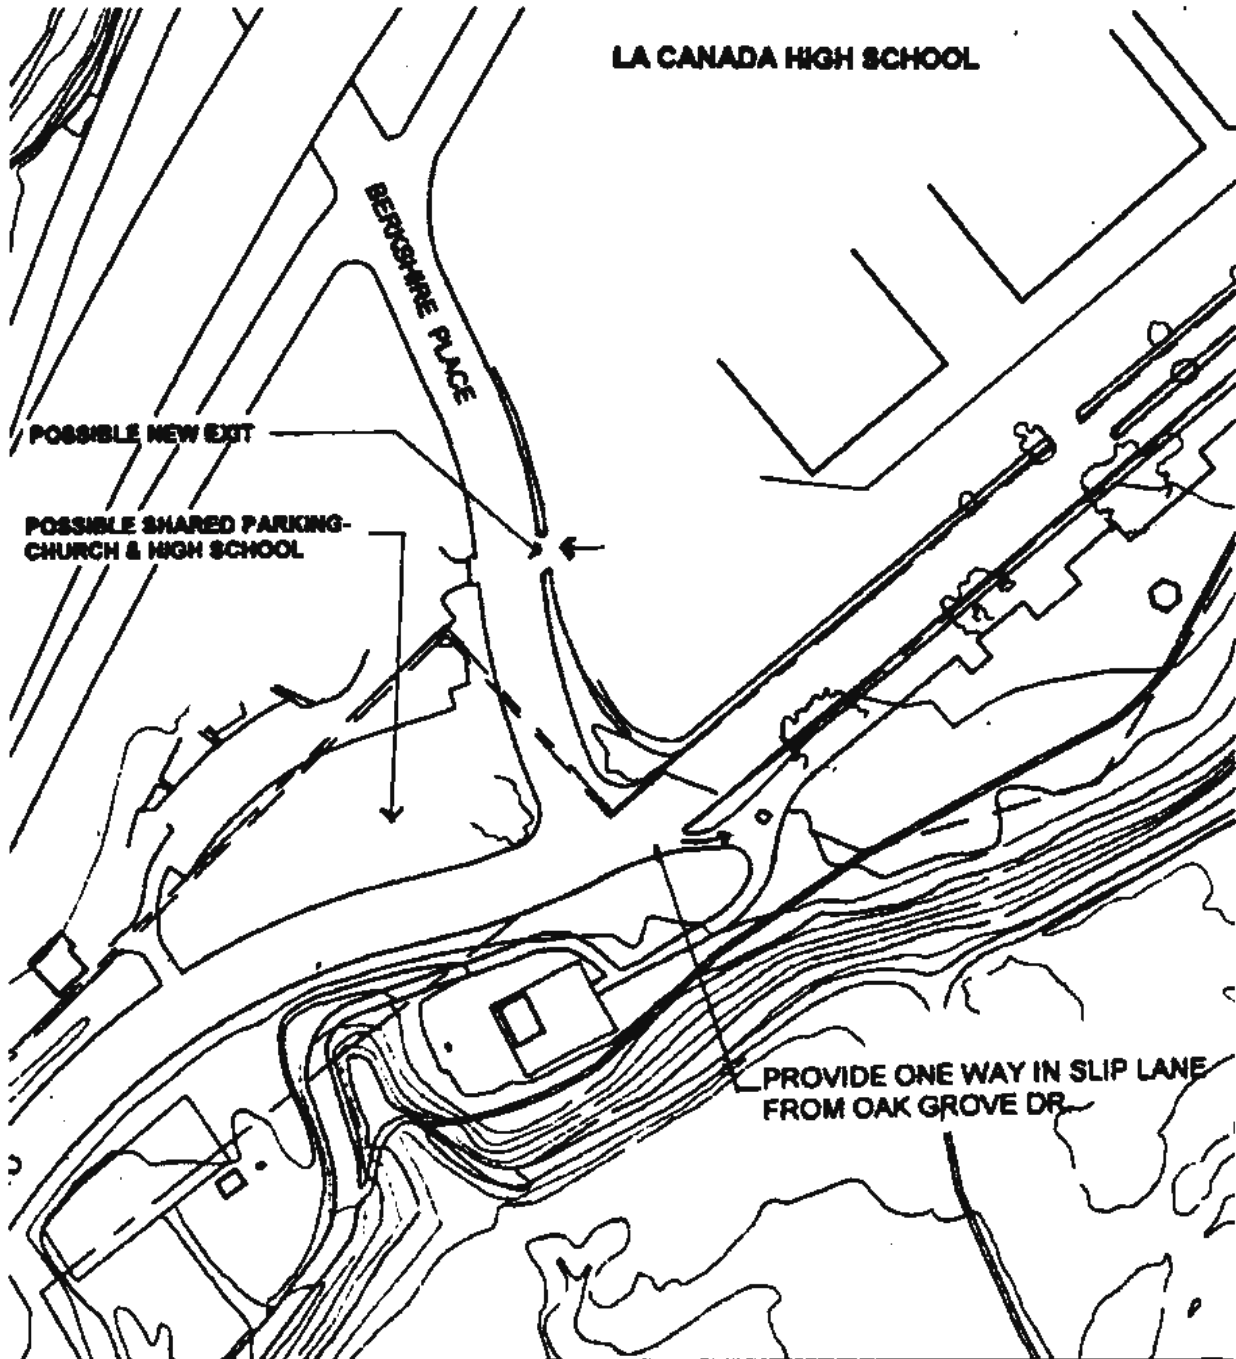 LA CANADA HIGH SCHOOL
BERKSHIRE PLACE
POSSIBLE NEW EXIT
POSSIBLE SHARED PARKING-
CHURCH & HIGH SCHOOL
PROVIDE ONE WAY IN SLIP LANE
FROM OAK GROVE DR.